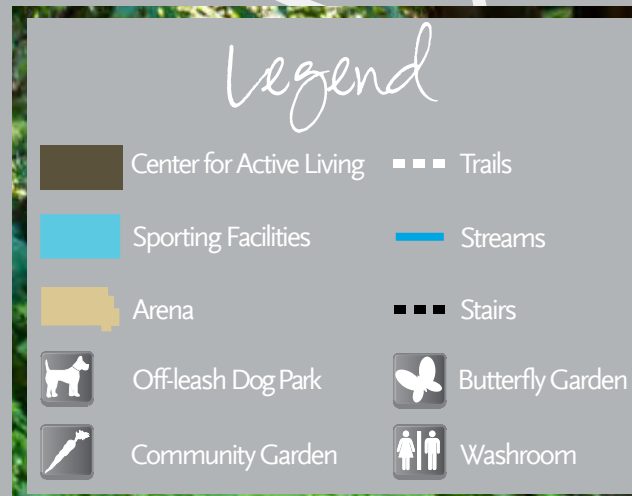 Legend
Center for Active Living
Trails
Sporting Facilities
Streams
Arena
Stairs
Off-leash Dog Park
Butterfly Garden
Community Garden
Washroom